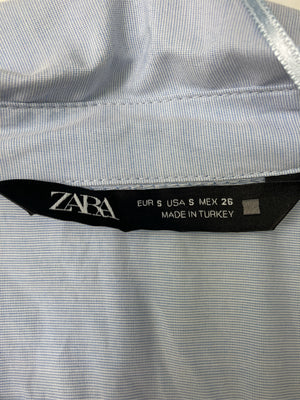 ZARA
EUR S USA S MEX 26
MADE IN TURKEY